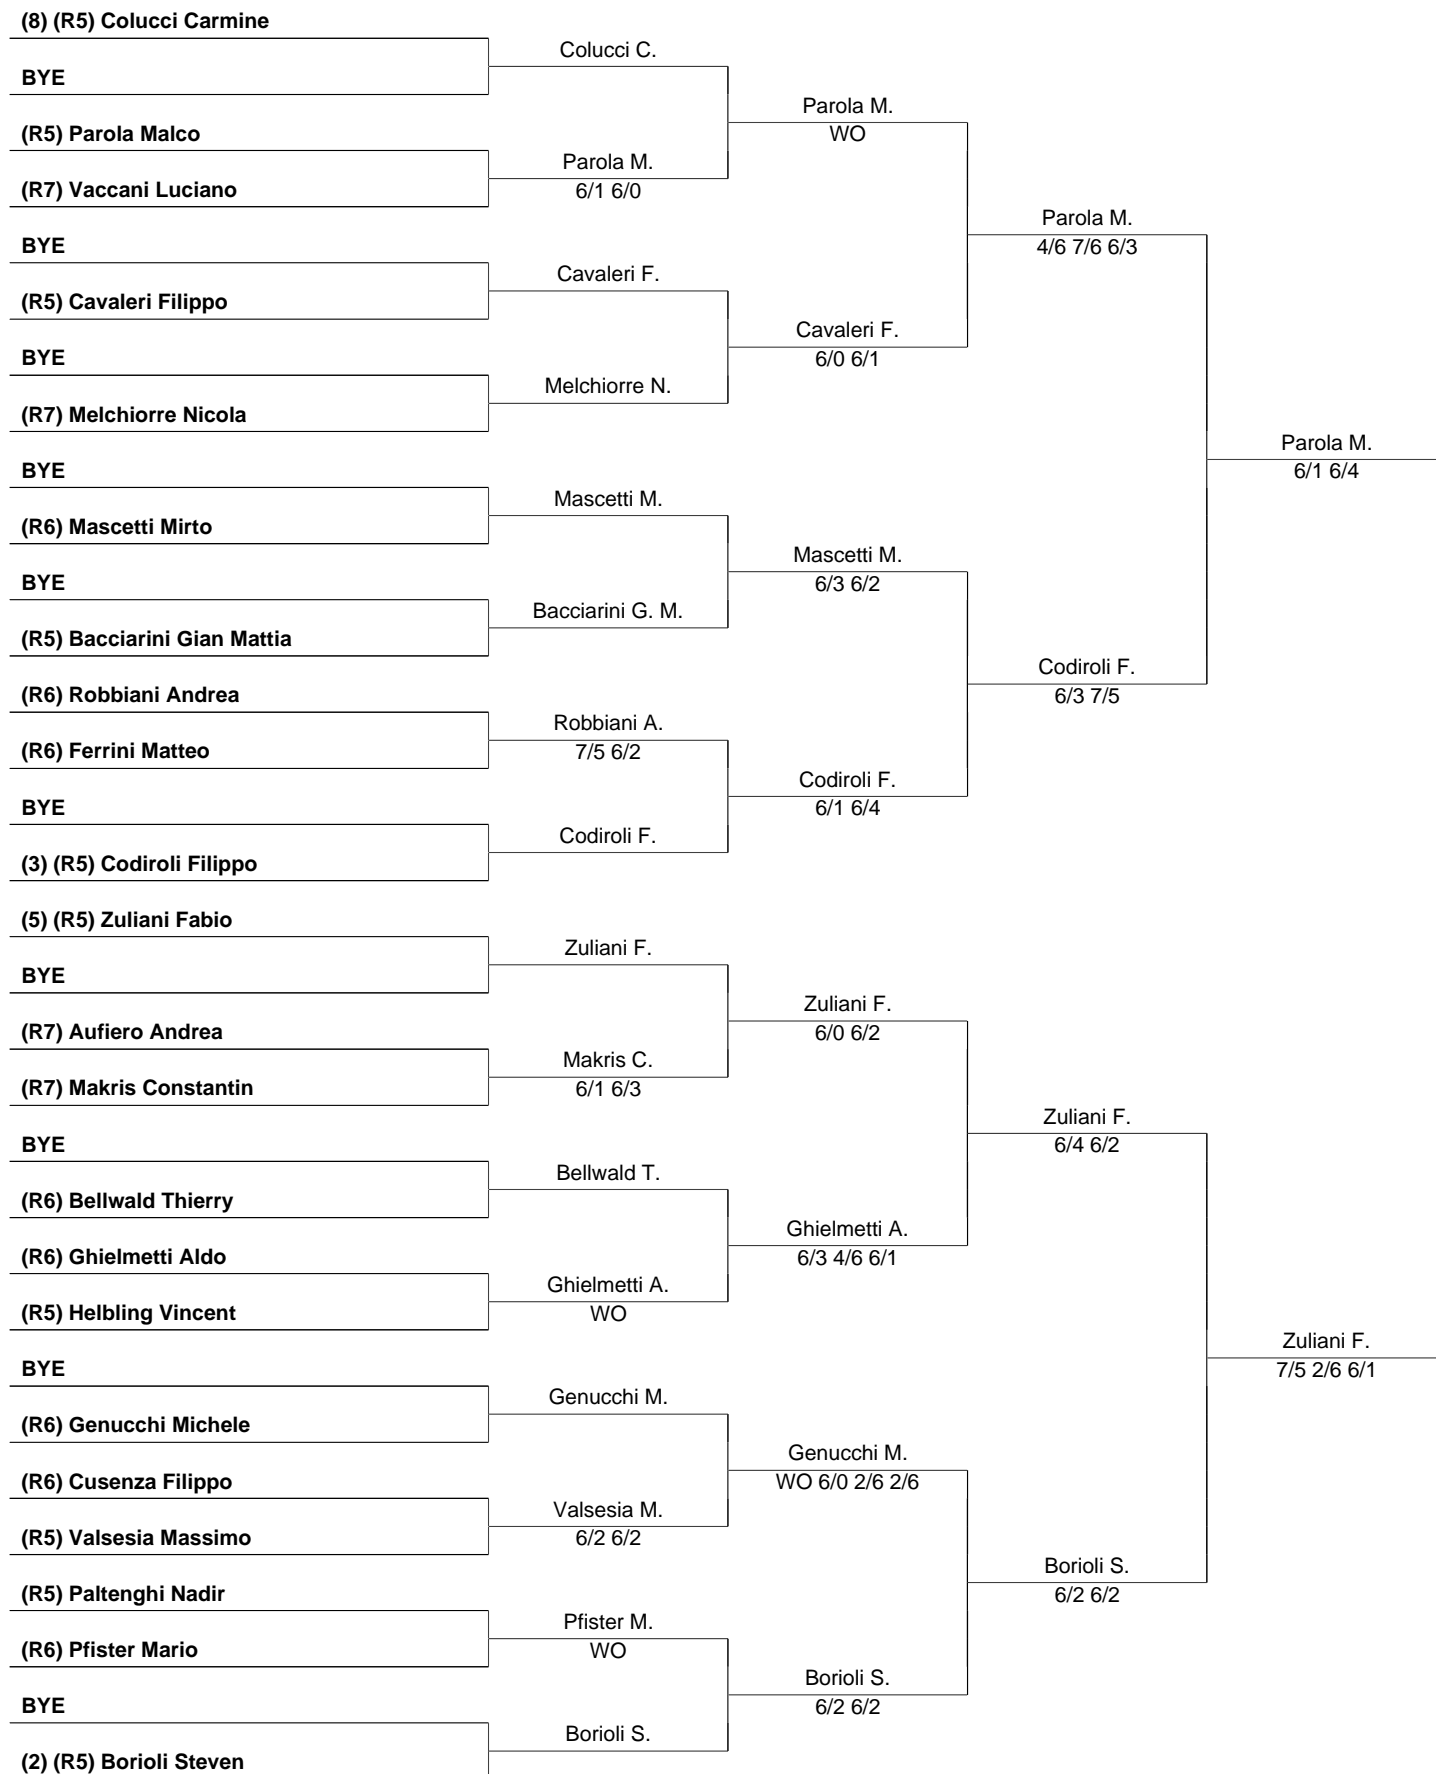 (8) (R5) Colucci Carmine
BYE
(R5) Parola Malco
(R7) Vaccani Luciano
BYE
(R5) Cavaleri Filippo
BYE
(R7) Melchiorre Nicola
BYE
(R6) Mascetti Mirto
BYE
(R5) Bacciarini Gian Mattia
(R6) Robbiani Andrea
(R6) Ferrini Matteo
BYE
(3) (R5) Codiroli Filippo
(5) (R5) Zuliani Fabio
BYE
(R7) Aufiero Andrea
(R7) Makris Constantin
BYE
(R6) Bellwald Thierry
(R6) Ghielmetti Aldo
(R5) Helbling Vincent
BYE
(R6) Genucchi Michele
(R6) Cusenza Filippo
(R5) Valsesia Massimo
(R5) Paltenghi Nadir
(R6) Pfister Mario
BYE
(2) (R5) Borioli Steven
Colucci C.
Parola M.
6/1 6/0
Cavaleri F.
Melchiorre N.
Mascetti M.
Bacciarini G. M.
Robbiani A.
7/5 6/2
Codiroli F.
Zuliani F.
Makris C.
6/1 6/3
Bellwald T.
Ghielmetti A.
WO
Genucchi M.
Valsesia M.
6/2 6/2
Pfister M.
WO
Borioli S.
Parola M.
WO
Cavaleri F.
6/0 6/1
Mascetti M.
6/3 6/2
Codiroli F.
6/1 6/4
Zuliani F.
6/0 6/2
Ghielmetti A.
6/3 4/6 6/1
Genucchi M.
WO 6/0 2/6 2/6
Borioli S.
6/2 6/2
Parola M.
4/6 7/6 6/3
Codiroli F.
6/3 7/5
Zuliani F.
6/4 6/2
Borioli S.
6/2 6/2
Parola M.
6/1 6/4
Zuliani F.
7/5 2/6 6/1